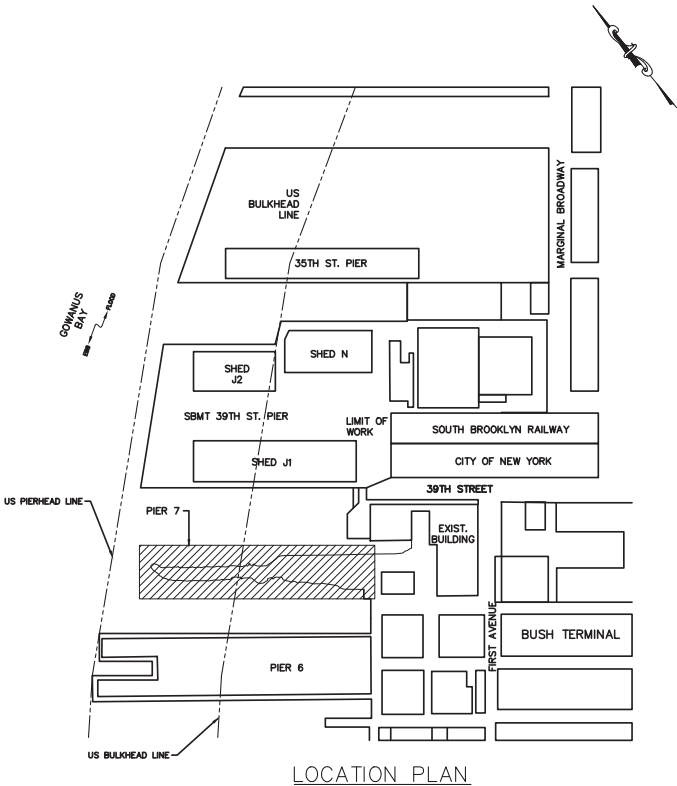 US
BULKHEAD
LINE
MARGINAL BROADWAY
35TH ST. PIER
GOWANUS
BAY
FLOOD
EBB
SHED N
SHED
J2
SBMT 39TH ST. PIER
LIMIT OF
WORK
SOUTH BROOKLYN RAILWAY
SHED J1
CITY OF NEW YORK
39TH STREET
US PIERHEAD LINE
PIER 7
EXIST.
BUILDING
FIRST AVENUE
BUSH TERMINAL
PIER 6
US BULKHEAD LINE
LOCATION PLAN